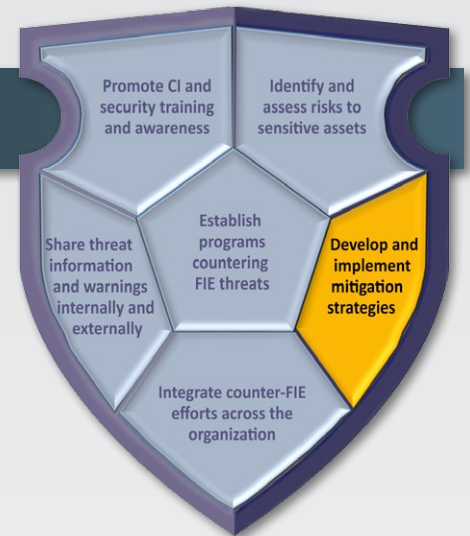 Promote CI and
security training
and awareness
Identify and
assess risks to
sensitive assets
Share threat
information
and warnings
internally and
externally
Establish
programs
countering
FIE threats
Develop and
implement
mitigation
strategies
Integrate counter-FIE
efforts across the
organization